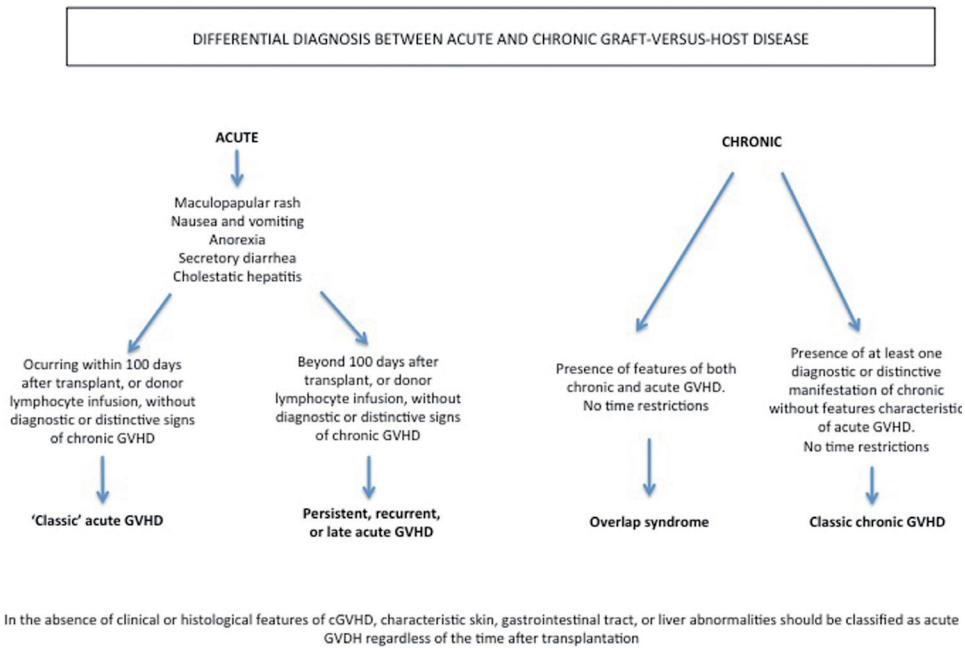 DIFFERENTIAL DIAGNOSIS BETWEEN ACUTE AND CHRONIC GRAFT-VERSUS-HOST DISEASE
ACUTE
Maculopapular rash
Nausea and vomiting
Anorexia
Secretory diarrhea
Cholestatic hepatitis
Ocurring within 100 days
after transplant, or donor
lymphocyte infusion, without
diagnostic or distinctive signs
of chronic GVHD
'Classic' acute GVHD
Beyond 100 days after
transplant, or donor
lymphocyte infusion, without
diagnostic or distinctive signs
of chronic GVHD
Persistent, recurrent,
or late acute GVHD
CHRONIC
Presence of features of both
chronic and acute GVHD.
No time restrictions
Overlap syndrome
Presence of at least one
diagnostic or distinctive
manifestation of chronic
without features characteristic
of acute GVHD.
No time restrictions
Classic chronic GVHD
In the absence of clinical or histological features of cGVHD, characteristic skin, gastrointestinal tract, or liver abnormalities should be classified as acute
GVDH regardless of the time after transplantation